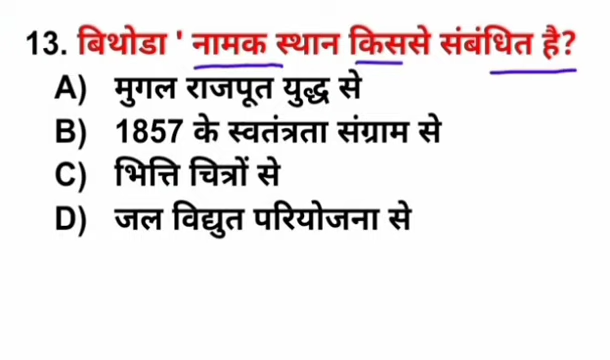 13. बिथोडा ' नामक स्थान किससे संबंधित है?
A) मुगल राजपूत युद्ध से
B) 1857 के स्वतंत्रता संग्राम से
C) भित्ति चित्रों से
D) जल विद्युत परियोजना से